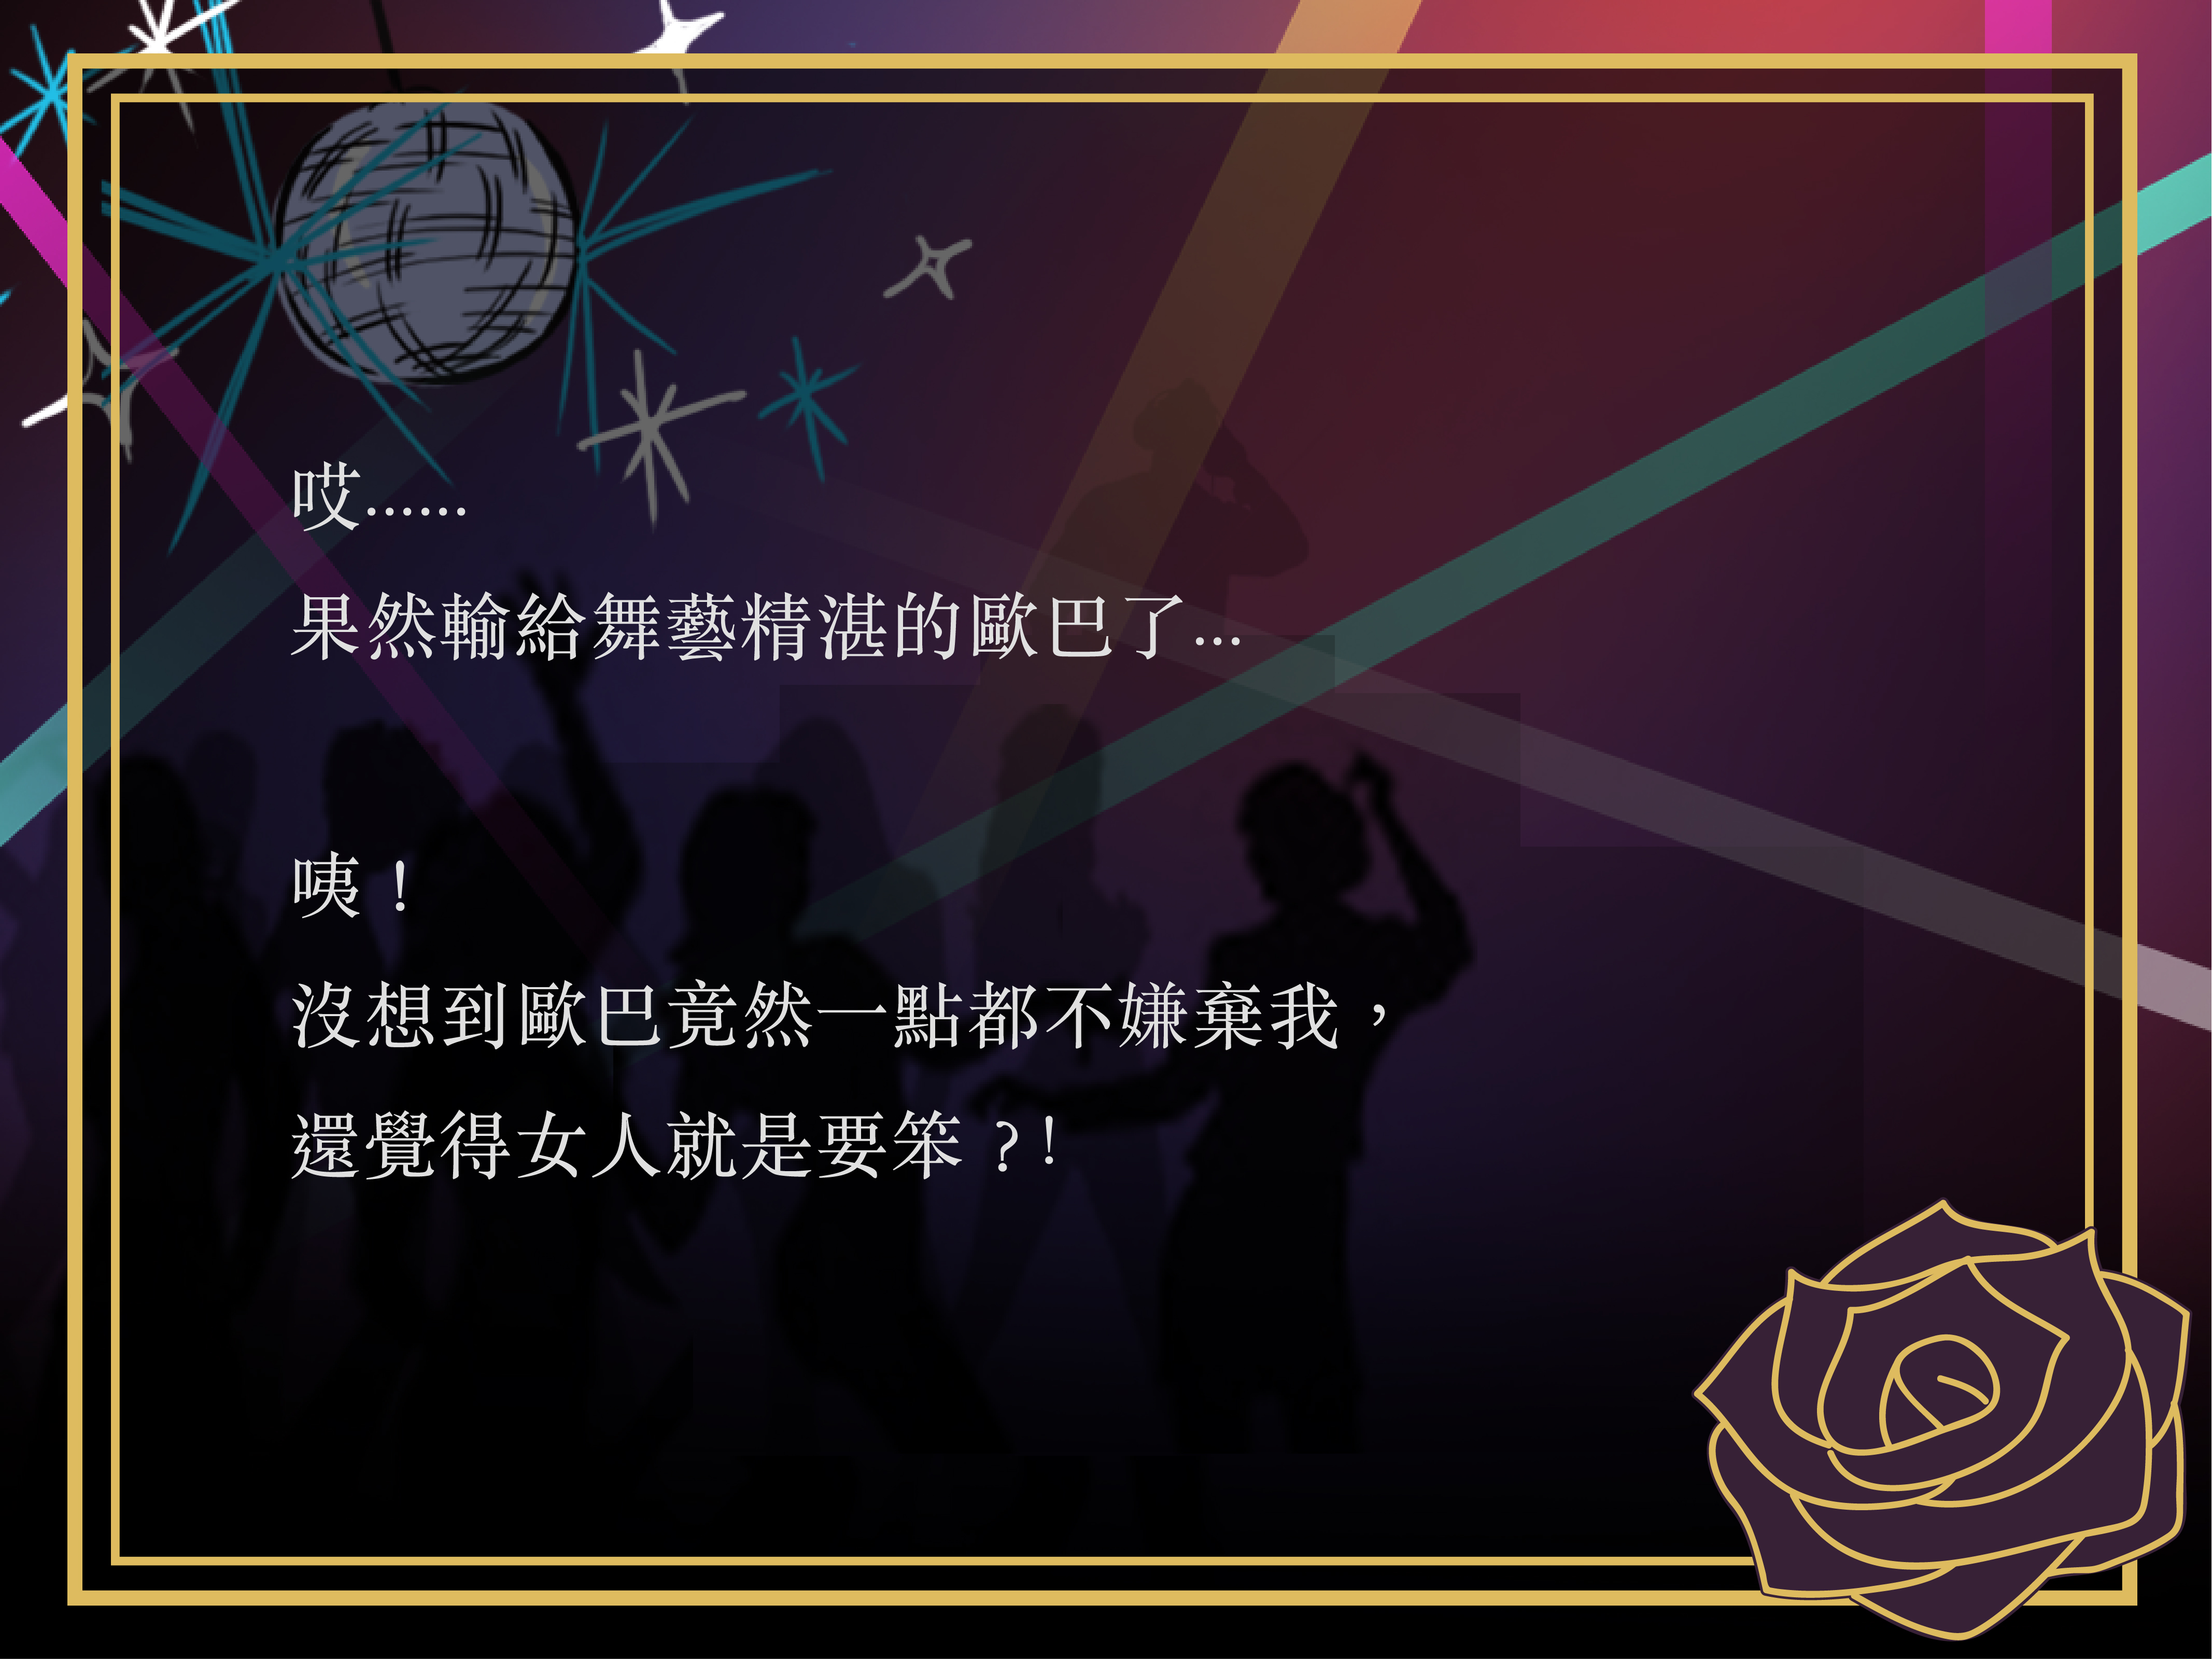 哎……
果然輸給舞藝精湛的歐巴了...
咦！
沒想到歐巴竟然一點都不嫌棄我，
還覺得女人就是要笨?!